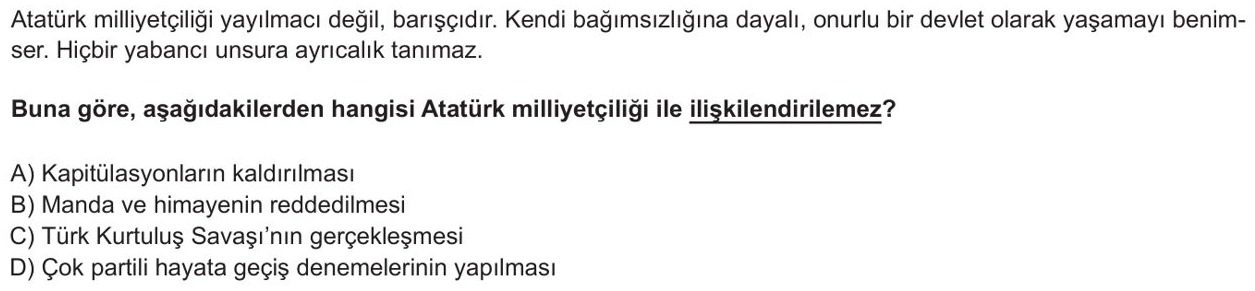 Atatürk milliyetçiliği yayılmacı değil, barışçıdır. Kendi bağımsızlığına dayalı, onurlu bir devlet olarak yaşamayı benim-
ser. Hiçbir yabancı unsura ayrıcalık tanımaz.
Buna göre, aşağıdakilerden hangisi Atatürk milliyetçiliği ile ilişkilendirilemez?
A) Kapitülasyonların kaldırılması
B) Manda ve himayenin reddedilmesi
C) Türk Kurtuluş Savaşı’nın gerçekleşmesi
D) Çok partili hayata geçiş denemelerinin yapılması